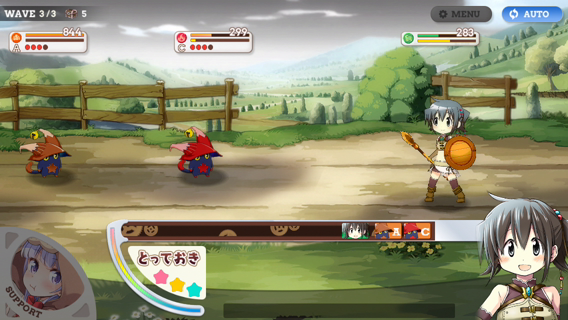 WAVE 3/3 5
MENU
AUTO
844
A
299
C
283
A C
とっておき
SUPPORT